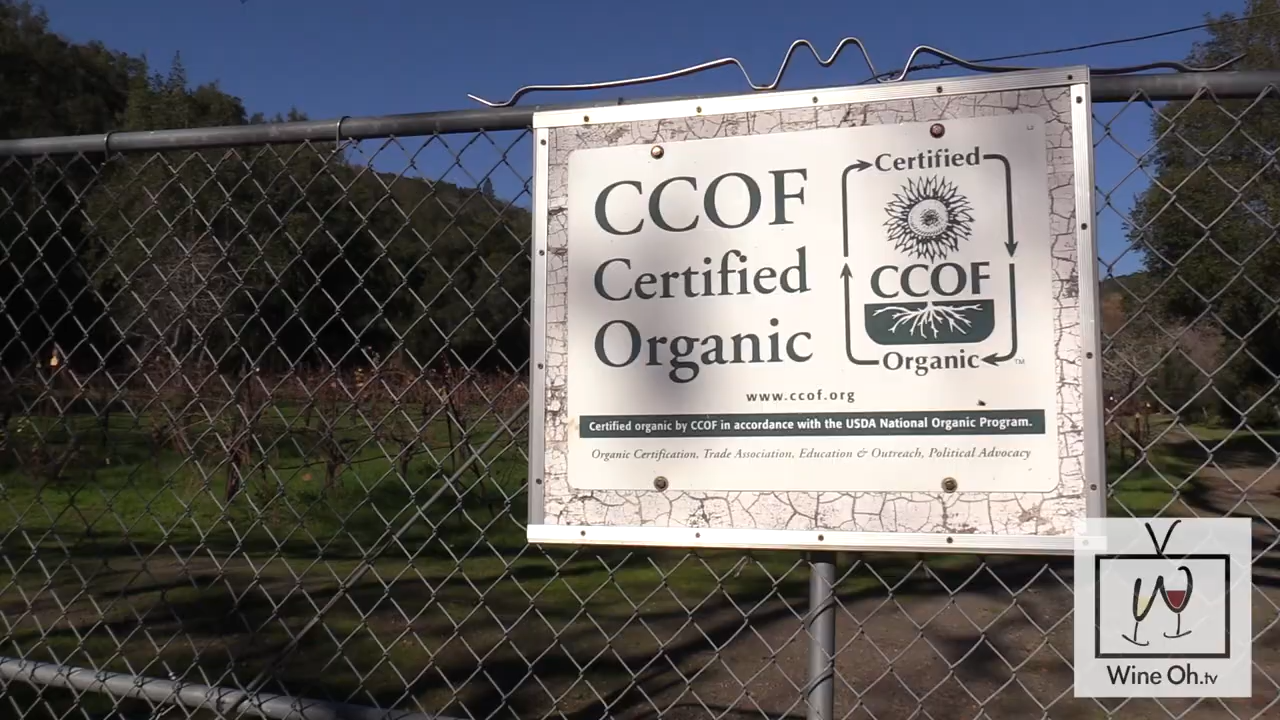 CCOF
Certified
Organic
Certified
CCOF
Organic
™
www.ccof.org
Certified organic by CCOF in accordance with the USDA National Organic Program.
Organic Certification, Trade Association, Education & Outreach, Political Advocacy
Wine Oh.tv